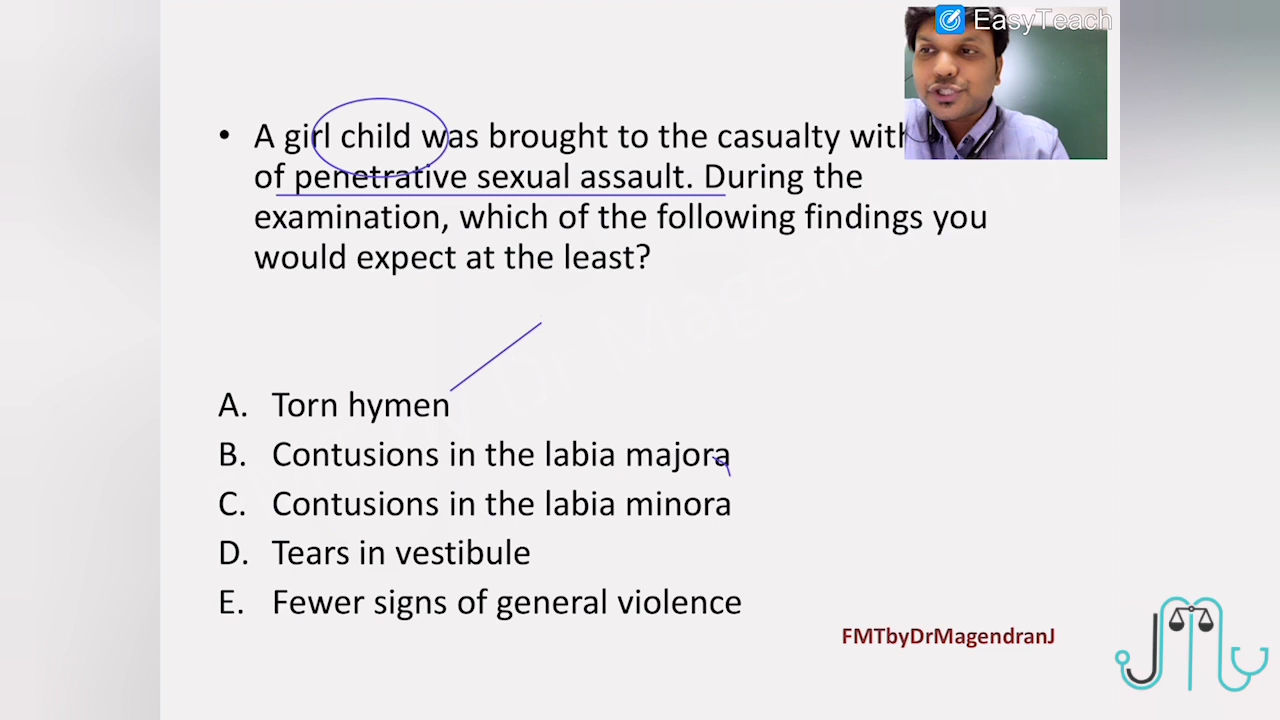 EasyTeach
• A girl child was brought to the casualty with
of penetrative sexual assault. During the
examination, which of the following findings you
would expect at the least?
A. Torn hymen
B. Contusions in the labia majora
C. Contusions in the labia minora
D. Tears in vestibule
E. Fewer signs of general violence
FMTbyDrMagendranJ